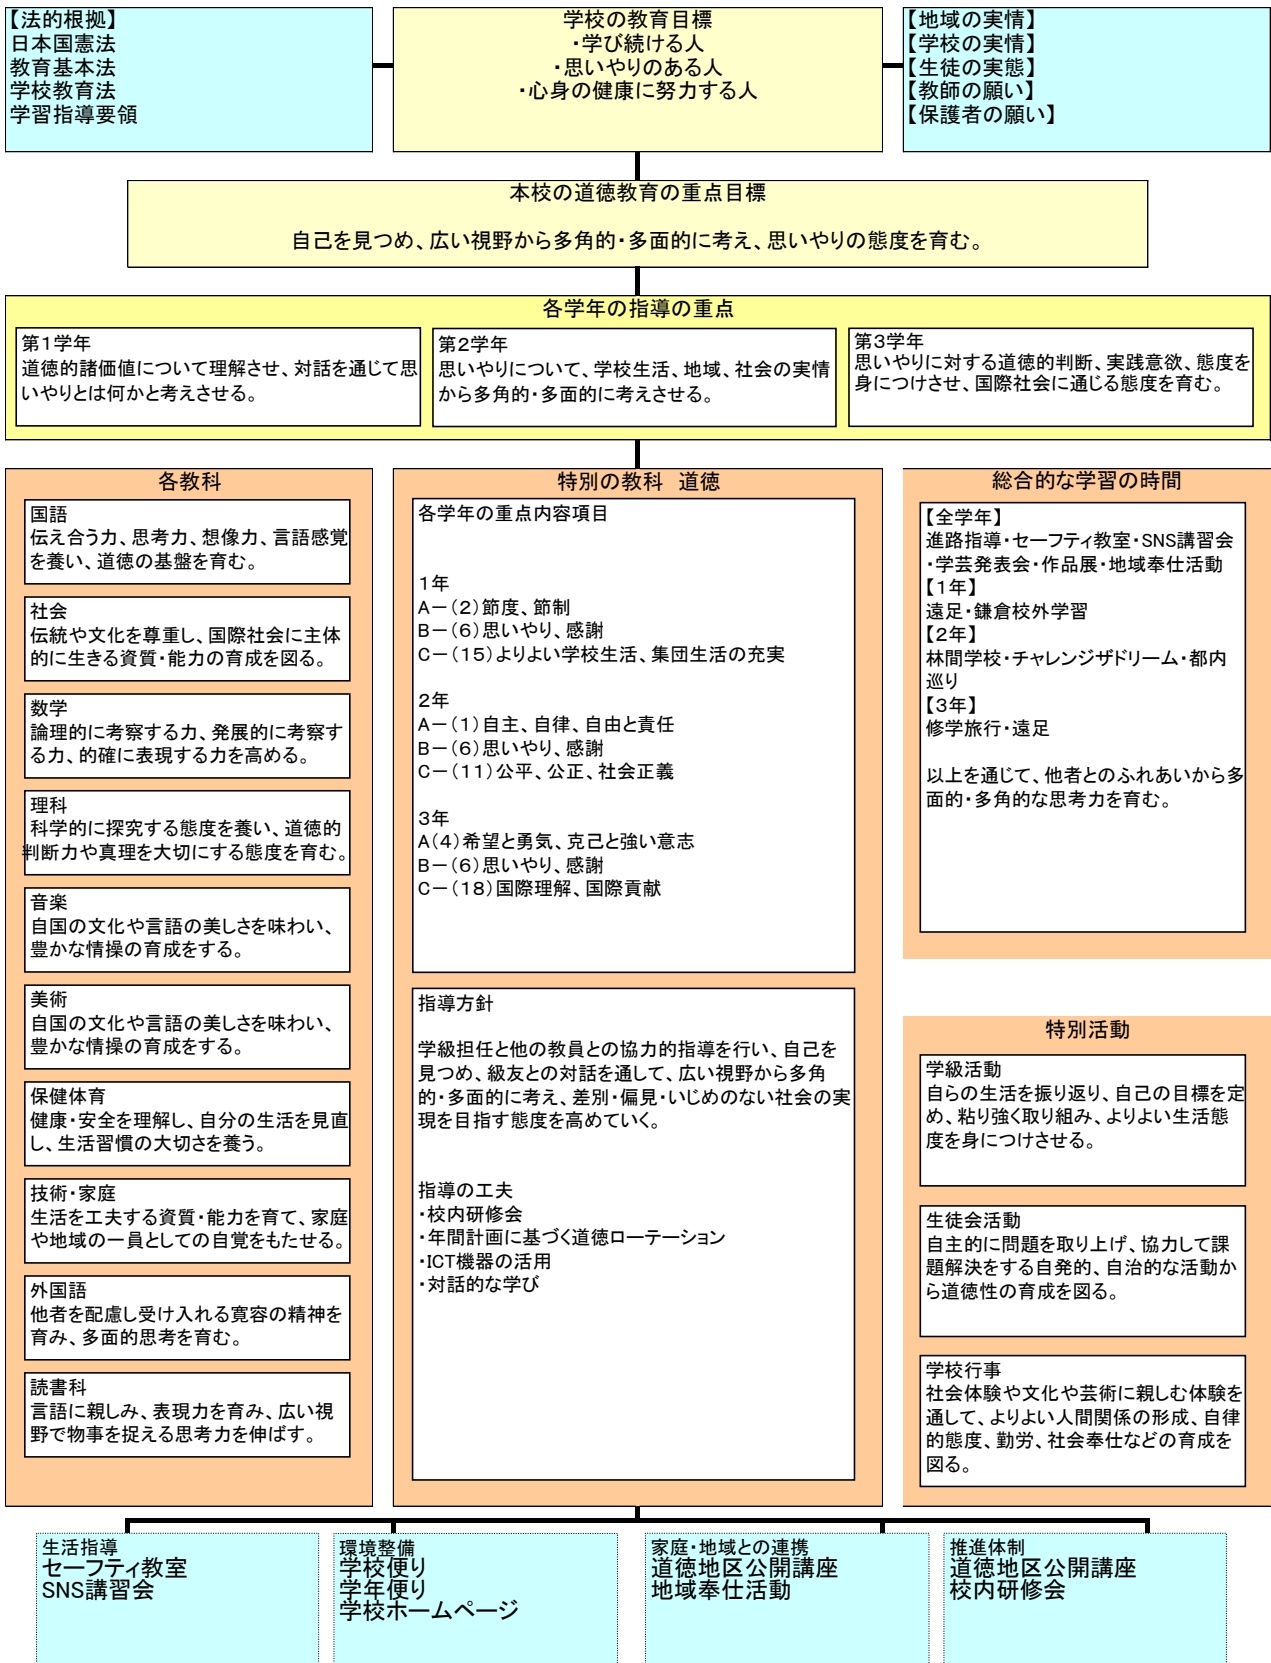 【法的根拠】
日本国憲法
教育基本法
学校教育法
学習指導要領
学校の教育目標
・学び続ける人
・思いやりのある人
・心身の健康に努力する人
【地域の実情】
【学校の実情】
【生徒の実態】
【教師の願い】
【保護者の願い】
本校の道徳教育の重点目標
自己を見つめ、広い視野から多角的・多面的に考え、思いやりの態度を育む。
各学年の指導の重点
第1学年
道徳的諸価値について理解させ、対話を通じて思
いやりとは何かと考えさせる。
第2学年
思いやりについて、学校生活、地域、社会の実情
から多角的・多面的に考えさせる。
第3学年
思いやりに対する道徳的判断、実践意欲、態度を
身につけさせ、国際社会に通じる態度を育む。
各教科
国語
伝え合う力、思考力、想像力、言語感覚
を養い、道徳の基盤を育む。
社会
伝統や文化を尊重し、国際社会に主体
的に生きる資質・能力の育成を図る。
数学
論理的に考察する力、発展的に考察す
る力、的確に表現する力を高める。
理科
科学的に探究する態度を養い、道徳的
判断力や真理を大切にする態度を育む。
音楽
自国の文化や言語の美しさを味わい、
豊かな情操の育成をする。
美術
自国の文化や言語の美しさを味わい、
豊かな情操の育成をする。
保健体育
健康・安全を理解し、自分の生活を見直
し、生活習慣の大切さを養う。
技術・家庭
生活を工夫する資質・能力を育て、家庭
や地域の一員としての自覚をもたせる。
外国語
他者を配慮し受け入れる寛容の精神を
育み、多面的思考を育む。
読書科
言語に親しみ、表現力を育み、広い視
野で物事を捉える思考力を伸ばす。
特別の教科 道徳
各学年の重点内容項目
1年
A－(2)節度、節制
B－(6)思いやり、感謝
C－(15)よりよい学校生活、集団生活の充実
2年
A－(1)自主、自律、自由と責任
B－(6)思いやり、感謝
C－(11)公平、公正、社会正義
3年
A(4)希望と勇気、克己と強い意志
B－(6)思いやり、感謝
C－(18)国際理解、国際貢献
指導方針
学級担任と他の教員との協力的指導を行い、自己を
見つめ、級友との対話を通して、広い視野から多角
的・多面的に考え、差別・偏見・いじめのない社会の実
現を目指す態度を高めていく。
指導の工夫
・校内研修会
・年間計画に基づく道徳ローテーション
・ICT機器の活用
・対話的な学び
総合的な学習の時間
【全学年】
進路指導・セーフティ教室・SNS講習会
・学芸発表会・作品展・地域奉仕活動
【1年】
遠足・鎌倉校外学習
【2年】
林間学校・チャレンジザドリーム・都内
巡り
【3年】
修学旅行・遠足
以上を通じて、他者とのふれあいから多
面的・多角的な思考力を育む。
特別活動
学級活動
自らの生活を振り返り、自己の目標を定
め、粘り強く取り組み、よりよい生活態
度を身につけさせる。
生徒会活動
自主的に問題を取り上げ、協力して課
題解決をする自発的、自治的な活動か
ら道徳性の育成を図る。
学校行事
社会体験や文化や芸術に親しむ体験を
通して、よりよい人間関係の形成、自律
的態度、勤労、社会奉仕などの育成を
図る。
生活指導
セーフティ教室
SNS講習会
環境整備
学校便り
学年便り
学校ホームページ
家庭・地域との連携
道徳地区公開講座
地域奉仕活動
推進体制
道徳地区公開講座
校内研修会